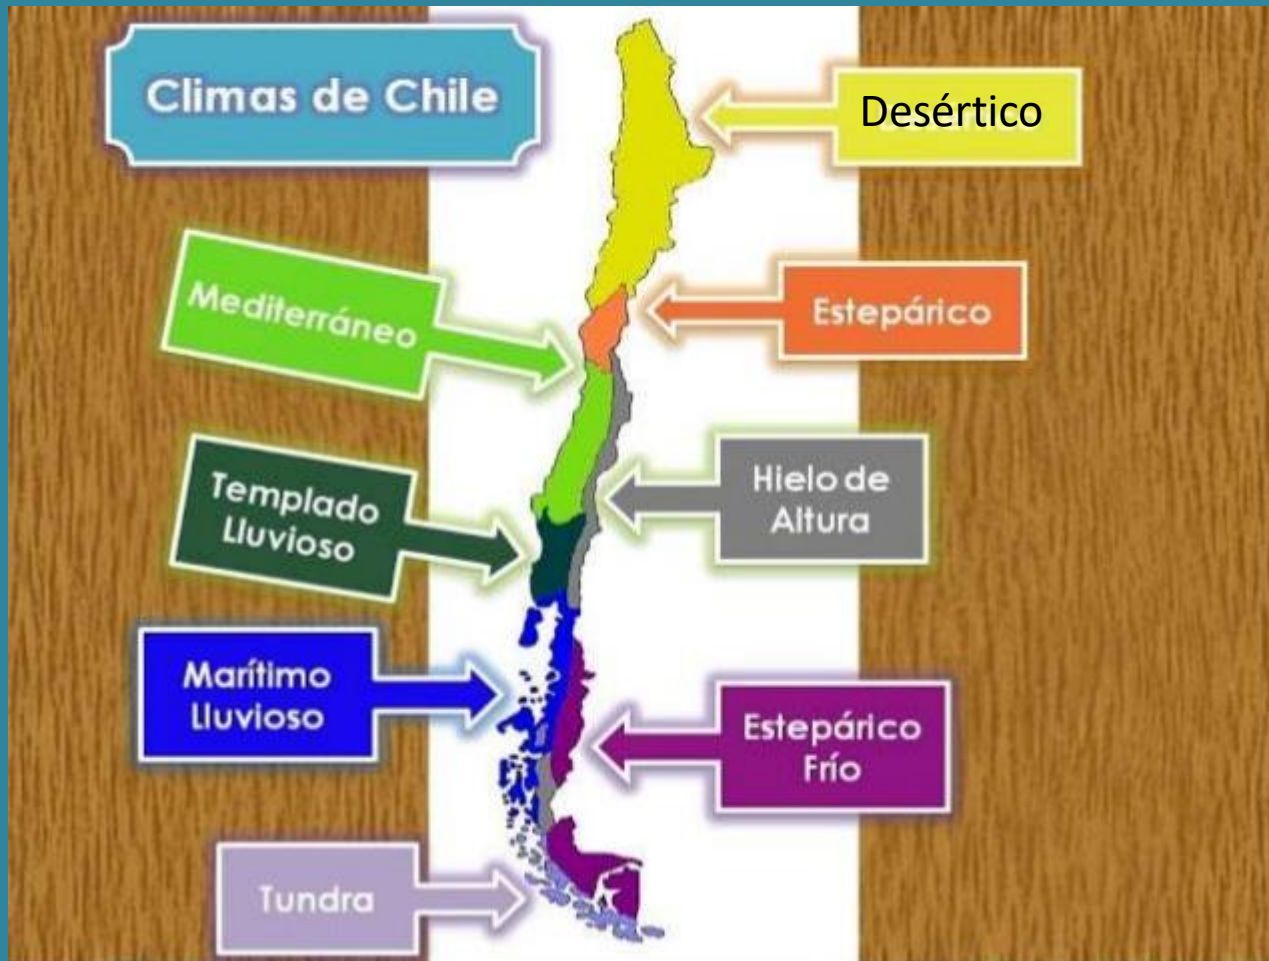 Climas de Chile
Desértico
Mediterráneo
Estepárico
Templado
Lluvioso
Hielo de
Altura
Marítimo
Lluvioso
Estepárico
Frío
Tundra